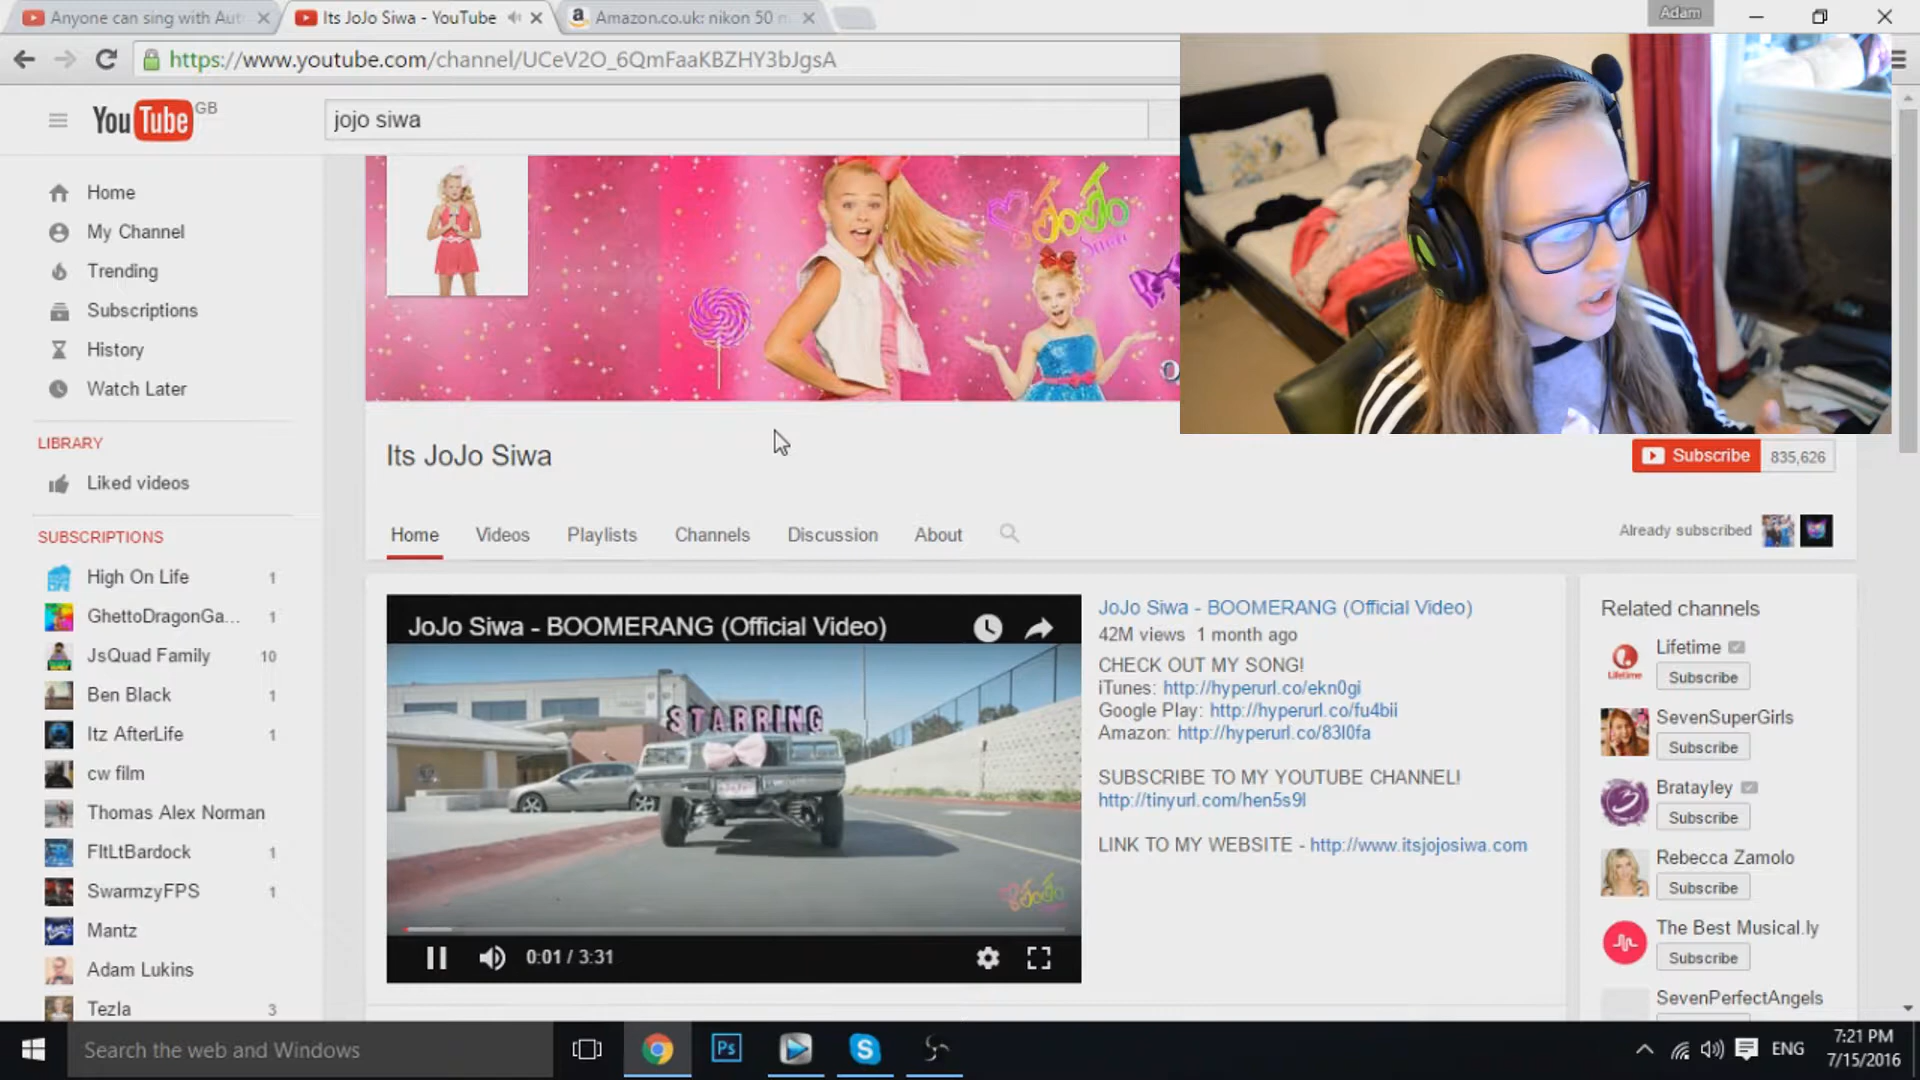 Anyone can sing with Aut
Its JoJo Siwa - YouTube
Amazon.co.uk: nikon 50 m
Adam
https://www.youtube.com/channel/UCeV2O_6QmFaaKBZHY3bJgsA
YouTube GB
jojo siwa
Home
My Channel
Trending
Subscriptions
History
Watch Later
LIBRARY
Liked videos
SUBSCRIPTIONS
High On Life 1
GhettoDragonGa... 1
JsQuad Family 10
Ben Black 1
Itz AfterLife 1
cw film
Thomas Alex Norman
FltLtBardock 1
SwarmzyFPS 1
Mantz
Adam Lukins
Tezla 3
JoJo
Siwa
Its JoJo Siwa
Subscribe 835,626
Home Videos Playlists Channels Discussion About
Already subscribed
JoJo Siwa - BOOMERANG (Official Video)
STARRING
JoJo
0:01 / 3:31
JoJo Siwa - BOOMERANG (Official Video)
42M views 1 month ago
CHECK OUT MY SONG!
iTunes: http://hyperurl.co/ekn0gi
Google Play: http://hyperurl.co/fu4bii
Amazon: http://hyperurl.co/83l0fa
SUBSCRIBE TO MY YOUTUBE CHANNEL!
http://tinyurl.com/hen5s9l
LINK TO MY WEBSITE - http://www.itsjojosiwa.com
Related channels
Lifetime
Lifetime
Subscribe
SevenSuperGirls
Subscribe
Bratayley
Subscribe
Rebecca Zamolo
Subscribe
The Best Musical.ly
Subscribe
SevenPerfectAngels
Search the web and Windows
Ps
ENG
7:21 PM
7/15/2016